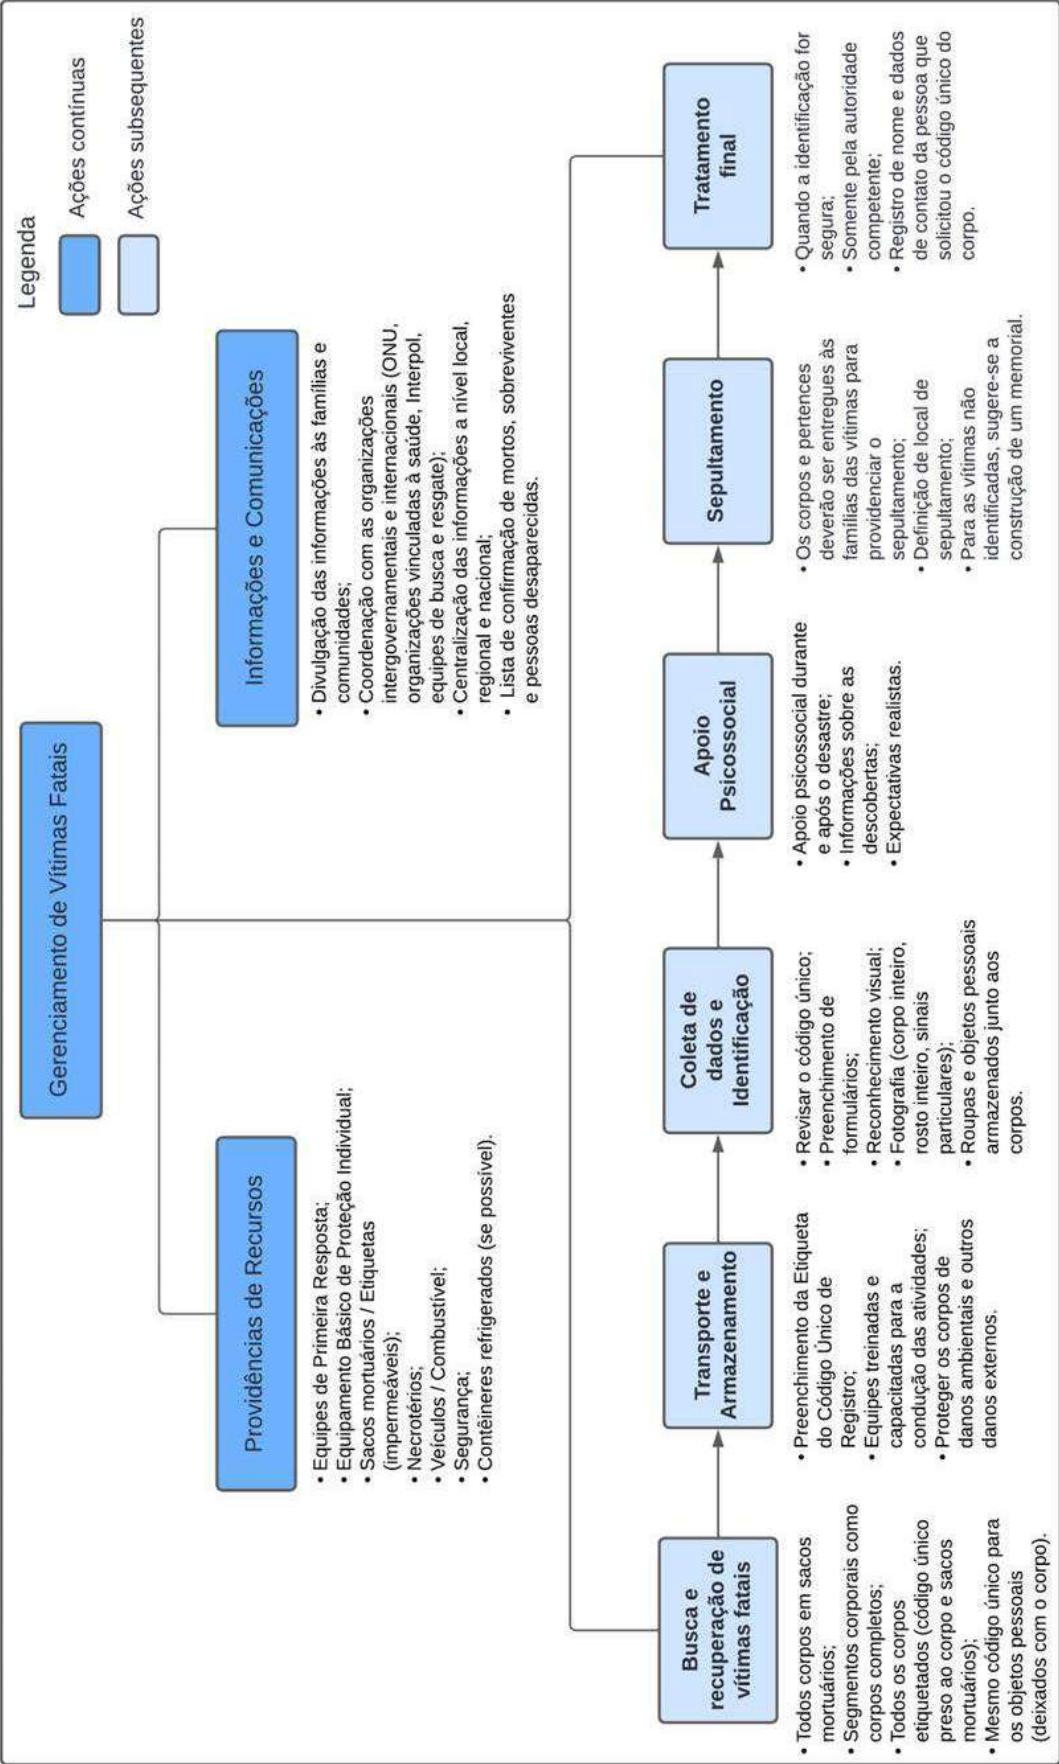 Legenda
Ações contínuas
Ações subsequentes
Gerenciamento de Vítimas Fatais
Providências de Recursos
• Equipes de Primeira Resposta;
• Equipamento Básico de Proteção Individual;
• Sacos mortuários / Etiquetas
(impermeáveis);
• Necrotérios;
• Veículos / Combustível;
• Segurança;
• Contêineres refrigerados (se possível).
Informações e Comunicações
• Divulgação das informações às famílias e
comunidades;
• Coordenação com as organizações
intergovernamentais e internacionais (ONU,
organizações vinculadas à saúde, Interpol,
equipes de busca e resgate);
• Centralização das informações a nível local,
regional e nacional;
• Lista de confirmação de mortos, sobreviventes
e pessoas desaparecidas.
Busca e
recuperação de
vítimas fatais
• Todos corpos em sacos
mortuários;
• Segmentos corporais como
corpos completos;
• Todos os corpos
etiquetados (código único
preso ao corpo e sacos
mortuários);
• Mesmo código único para
os objetos pessoais
(deixados com o corpo).
Transporte e
Armazenamento
• Preenchimento da Etiqueta
do Código Único de
Registro;
• Equipes treinadas e
capacitadas para a
condução das atividades;
• Proteger os corpos de
danos ambientais e outros
danos externos.
Coleta de
dados e
Identificação
• Revisar o código único;
• Preenchimento de
formulários;
• Reconhecimento visual;
• Fotografia (corpo inteiro,
rosto inteiro, sinais
particulares);
• Roupas e objetos pessoais
armazenados junto aos
corpos.
Apoio
Psicossocial
• Apoio psicossocial durante
e após o desastre;
• Informações sobre as
descobertas;
• Expectativas realistas.
Sepultamento
• Os corpos e pertences
deverão ser entregues às
famílias das vítimas para
providenciar o
sepultamento;
• Definição de local de
sepultamento;
• Para as vítimas não
identificadas, sugere-se a
construção de um memorial.
Tratamento
final
• Quando a identificação for
segura;
• Somente pela autoridade
competente;
• Registro de nome e dados
de contato da pessoa que
solicitou o código único do
corpo.